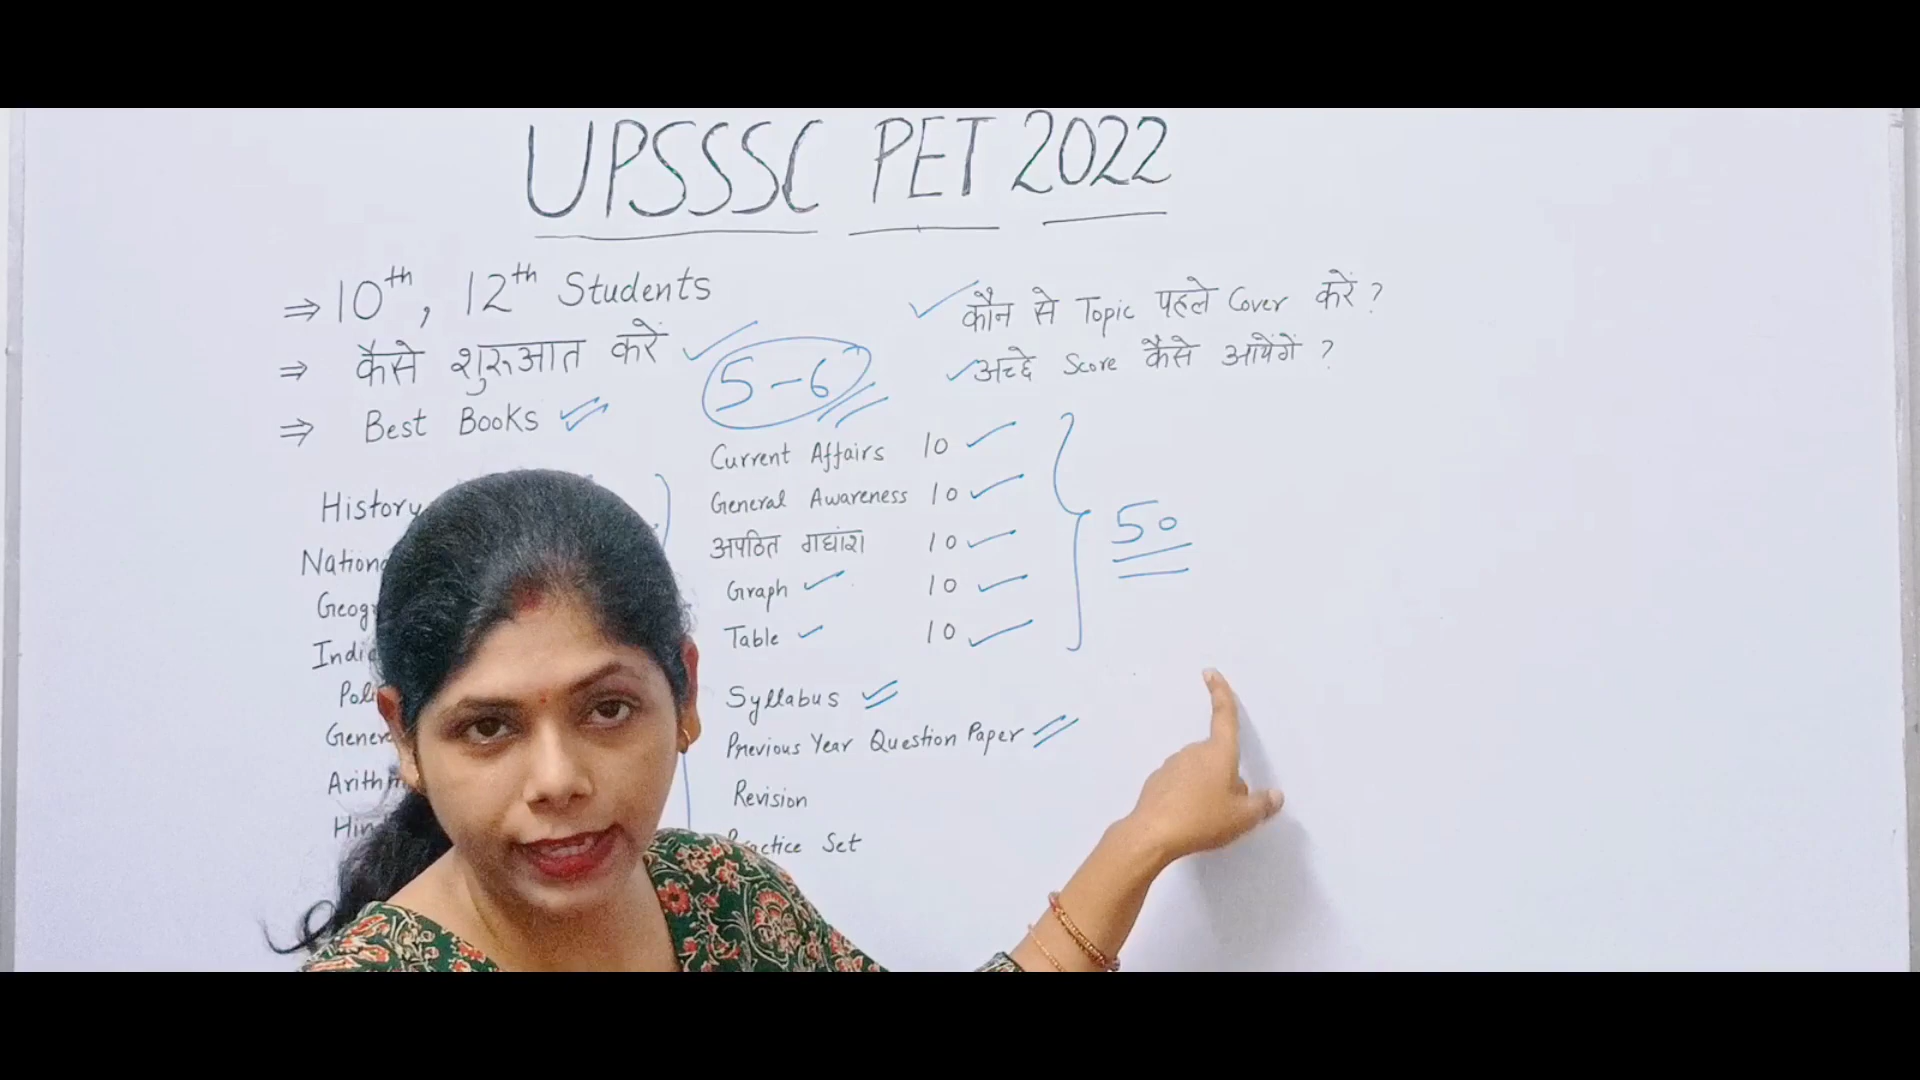 UPSSSC PET 2022
⇒ 10th, 12th Students
⇒ कैसे शुरुआत करें
⇒ Best Books
5-6
कौन से Topic पहले Cover करें ?
अच्छे Score कैसे आयेंगें ?
History
Current Affairs 10
General Awareness 10
अपठित गद्यांश 10
Graph 10
Table 10
50
Syllabus
Previous Year Question Paper
Revision
Set